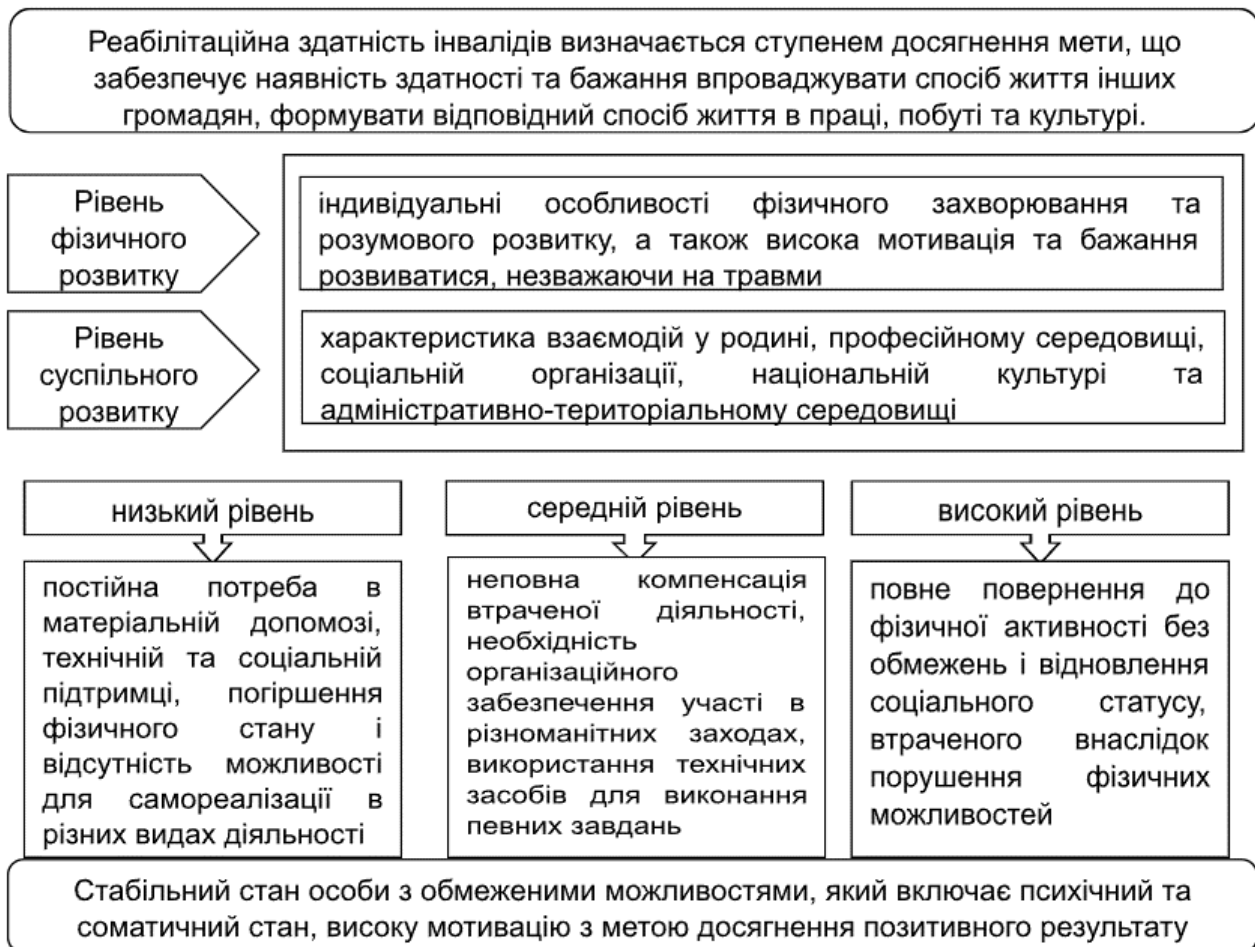 Реабілітаційна здатність інвалідів визначається ступенем досягнення мети, що
забезпечує наявність здатності та бажання впроваджувати спосіб життя інших
громадян, формувати відповідний спосіб життя в праці, побуті та культурі.
Рівень
фізичного
розвитку
індивідуальні особливості фізичного захворювання та
розумового розвитку, а також висока мотивація та бажання
розвиватися, незважаючи на травми
Рівень
суспільного
розвитку
характеристика взаємодій у родині, професійному середовищі,
соціальній організації, національній культурі та
адміністративно-територіальному середовищі
низький рівень
постійна потреба в
матеріальній допомозі,
технічній та соціальній
підтримці, погіршення
фізичного стану і
відсутність можливості
для самореалізації в
різних видах діяльності
середній рівень
неповна компенсація
втраченої діяльності,
необхідність
організаційного
забезпечення участі в
різноманітних заходах,
використання технічних
засобів для виконання
певних завдань
високий рівень
повне повернення до
фізичної активності без
обмежень і відновлення
соціального статусу,
втраченого внаслідок
порушення фізичних
можливостей
Стабільний стан особи з обмеженими можливостями, який включає психічний та
соматичний стан, високу мотивацію з метою досягнення позитивного результату